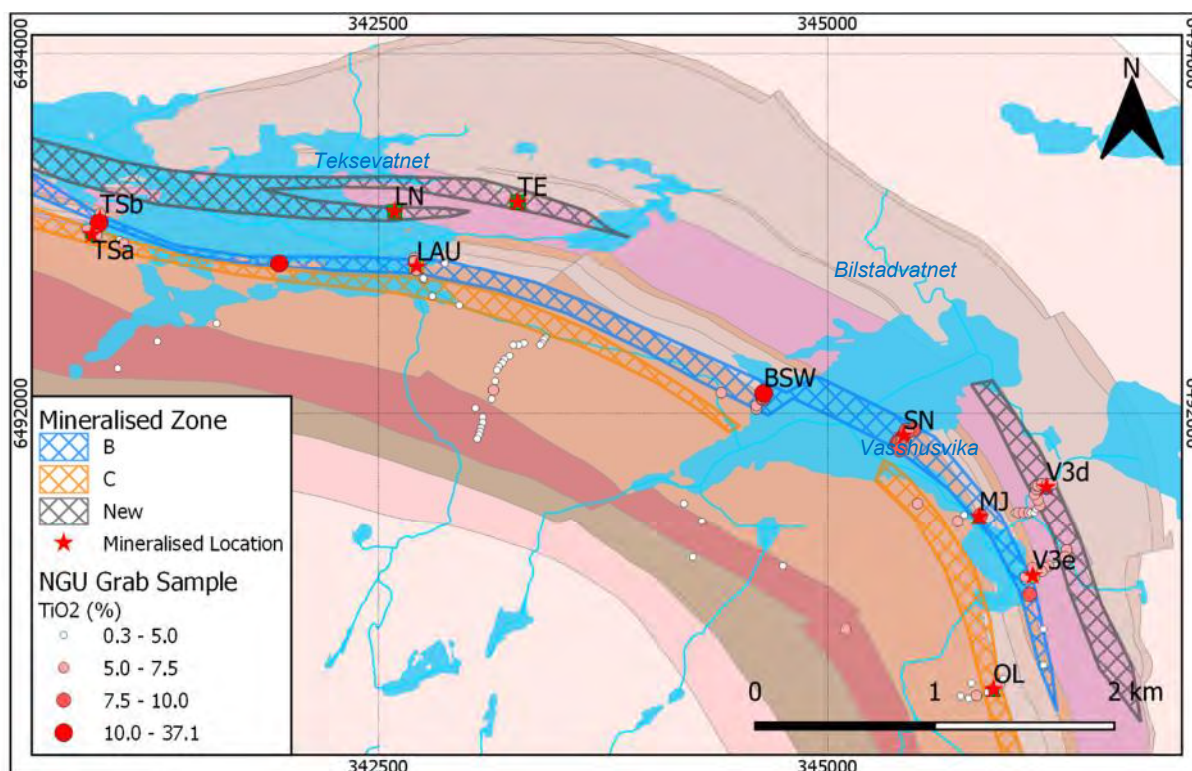 342500
345000
6494000
6494000
N
Teksevatnet
TE
LN
TSb
TSa
LAU
Bilstadvatnet
BSW
SN
Vasshusvika
6492000
6492000
V3d
MJ
V3e
OL
Mineralised Zone
B
C
New
Mineralised Location
NGU Grab Sample
TiO2 (%)
0.3 - 5.0
5.0 - 7.5
7.5 - 10.0
10.0 - 37.1
0 1 2 km
342500
345000